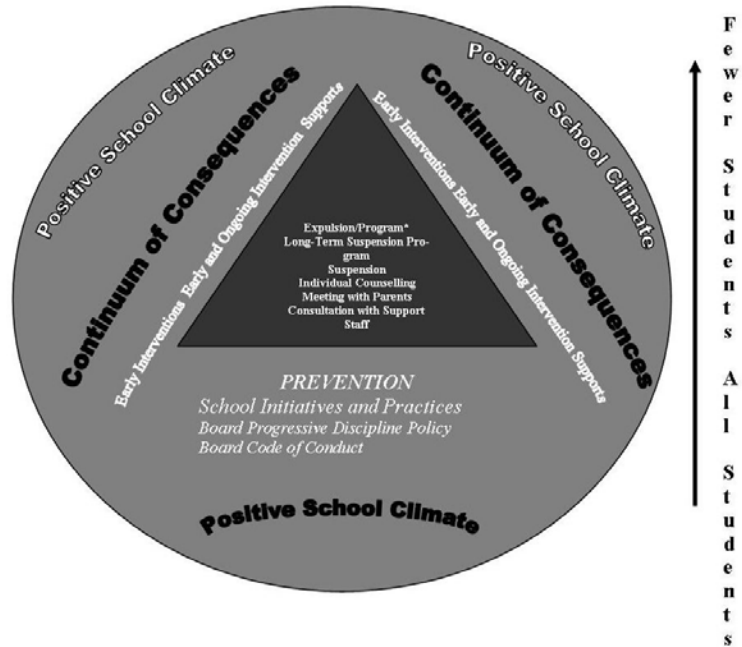 Positive School Climate
Positive School Climate
Continuum of Consequences
Continuum of Consequences
Early Interventions Early and Ongoing Intervention Supports
Early Interventions Early and Ongoing Intervention Supports
Expulsion/Program*
Long-Term Suspension Pro-
gram
Suspension
Individual Counselling
Meeting with Parents
Consultation with Support
Staff
PREVENTION
School Initiatives and Practices
Board Progressive Discipline Policy
Board Code of Conduct
Positive School Climate
Fewer Students All Students